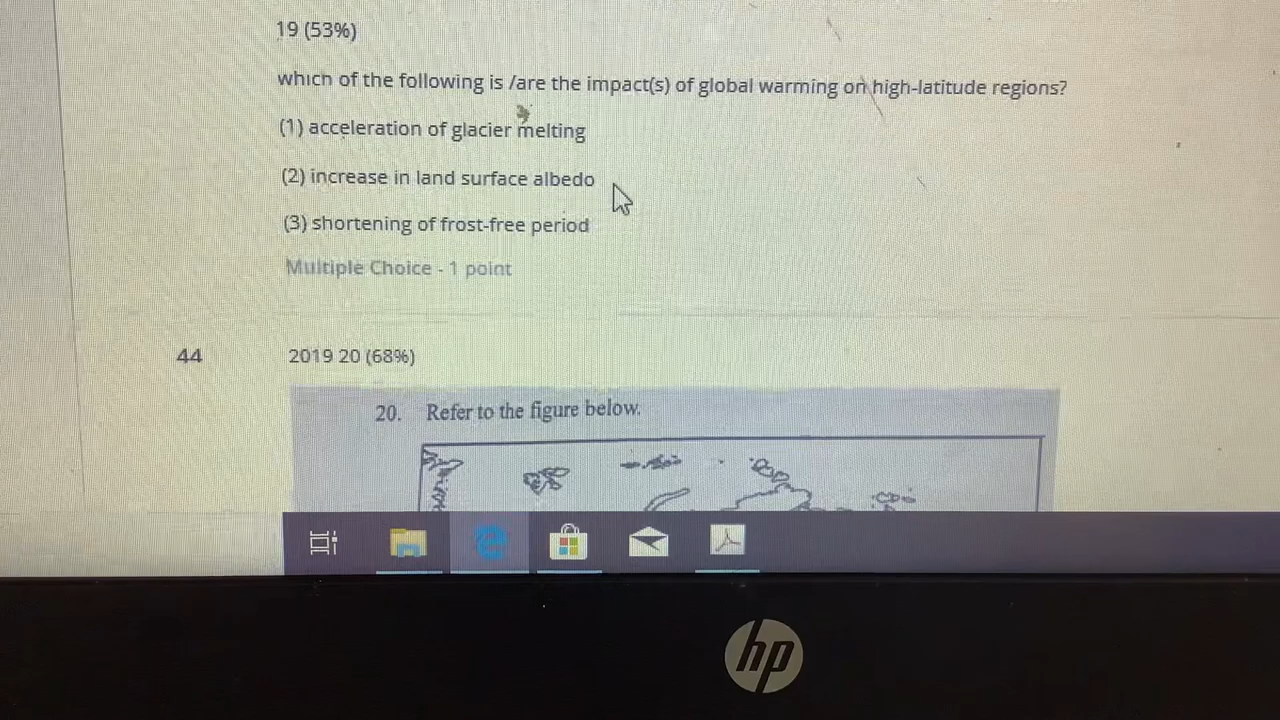 19 (53%)
which of the following is /are the impact(s) of global warming on high-latitude regions?
(1) acceleration of glacier melting
(2) increase in land surface albedo
(3) shortening of frost-free period
Multiple Choice - 1 point
44 2019 20 (68%)
20. Refer to the figure below.
hp